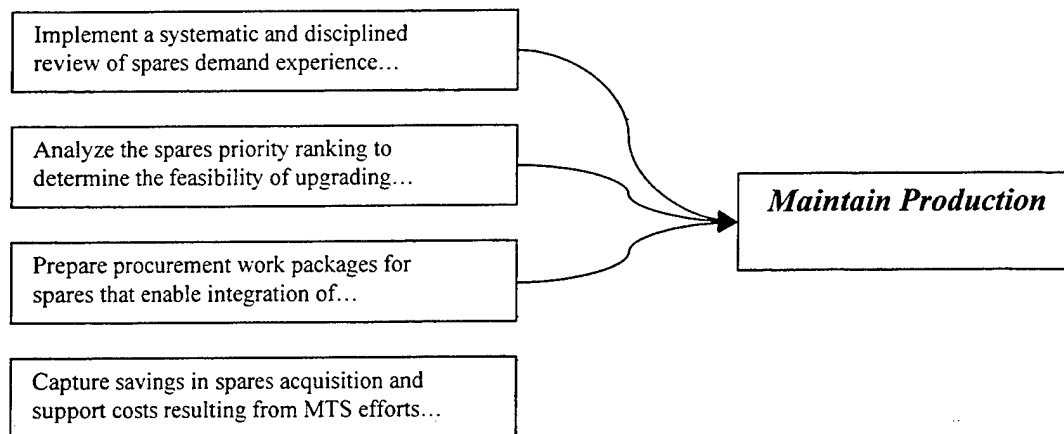 Implement a systematic and disciplined
review of spares demand experience…
Analyze the spares priority ranking to
determine the feasibility of upgrading…
Prepare procurement work packages for
spares that enable integration of…
Capture savings in spares acquisition and
support costs resulting from MTS efforts…
Maintain Production